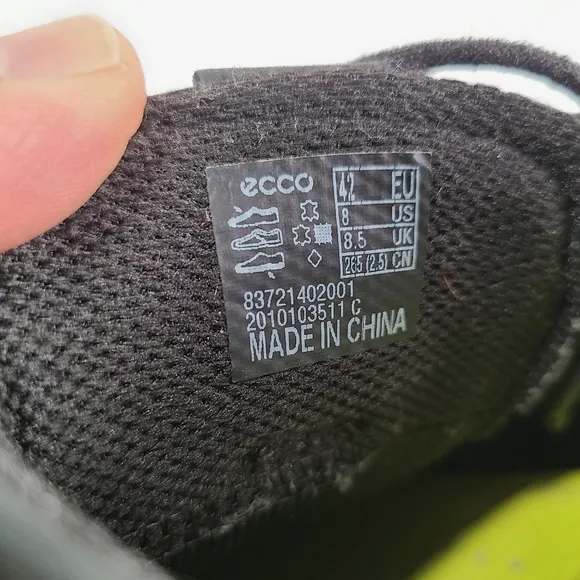 ecco
42 EU
8 US
8.5 UK
265 (2.5) CN
83721402001
2010103511 C
MADE IN CHINA